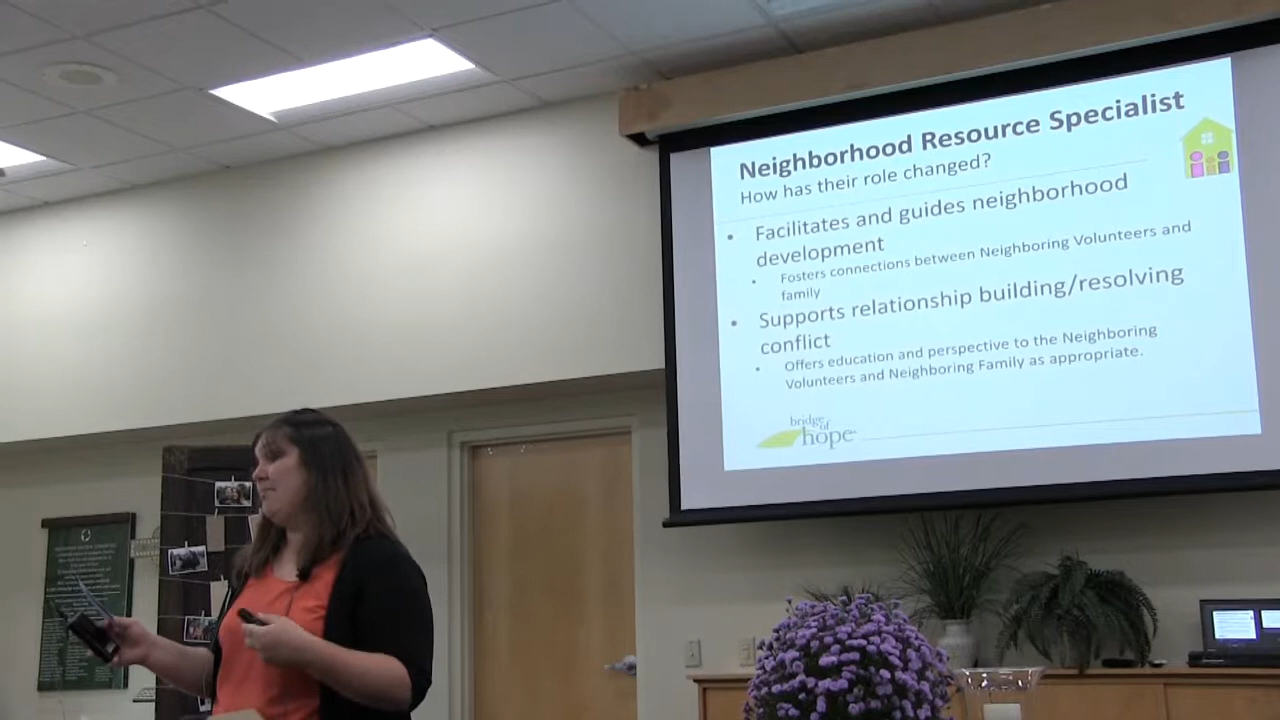 Neighborhood Resource Specialist
How has their role changed?
• Facilitates and guides neighborhood
development
• Fosters connections between Neighboring Volunteers and
family
• Supports relationship building/resolving
conflict
• Offers education and perspective to the Neighboring
Volunteers and Neighboring Family as appropriate.
bridge
of
hope